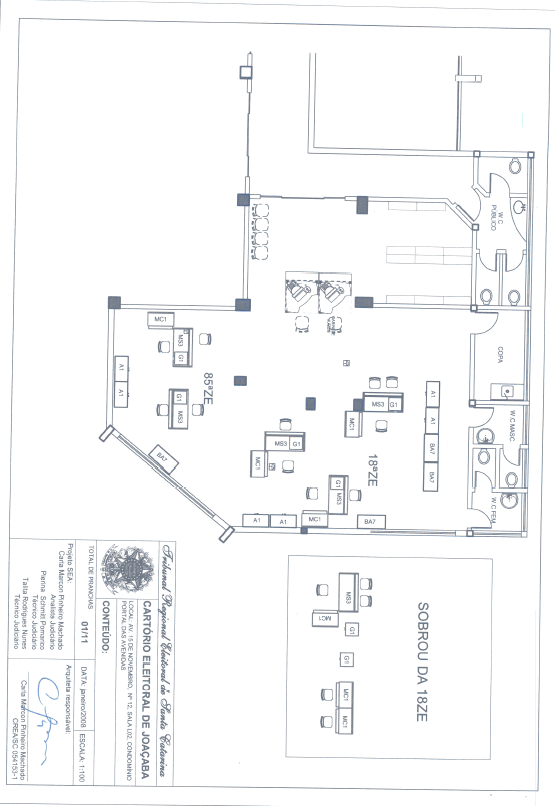 W C
PÚBLICO
COPA
W C MASC
W C FEM
MC1
MS3
G1
A1
A1
85ªZE
G1
MS3
BA7
MS3
G1
MC1
A1
A1
BA7
BA7
MS3
G1
MC1
18ªZE
G1
MS3
A1
A1
MC1
BA7
SOBROU DA 18ZE
MS3
MC1
G1
G1
MC1
MC1
Tribunal Regional Eleitoral de Santa Catarina
CARTÓRIO ELEITORAL DE JOAÇABA
LOCAL: AV. 15 DE NOVEMBRO, Nº 12, SALA L02, CONDOMÍNIO
PORTAL DAS AVENIDAS
CONTEÚDO:
TOTAL DE PRANCHAS
01/11
DATA: janeiro/2008
ESCALA: 1:100
Projeto SEA:
Carla Marcon Pinheiro Machado
Analista Judiciário
Pierina Schmitt Pomarico
Técnico Judiciário
Talita Rodrigues Nunes
Técnico Judiciário
Arquiteta responsável:
Carla Marcon Pinheiro Machado
CREA/SC 054153-1